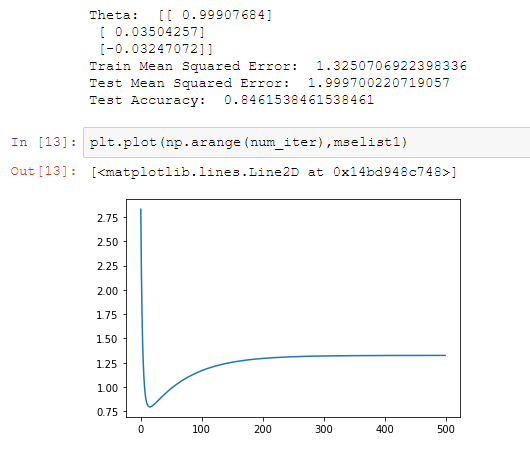 Theta:  [[ 0.99907684]
 [ 0.03504257]
 [-0.03247072]]
Train Mean Squared Error:  1.3250706922398336
Test Mean Squared Error:  1.999700220719057
Test Accuracy:  0.8461538461538461
In [13]: plt.plot(np.arange(num_iter),mselist1)
Out[13]: [<matplotlib.lines.Line2D at 0x14bd948c748>]
2.75
2.50
2.25
2.00
1.75
1.50
1.25
1.00
0.75
0 100 200 300 400 500